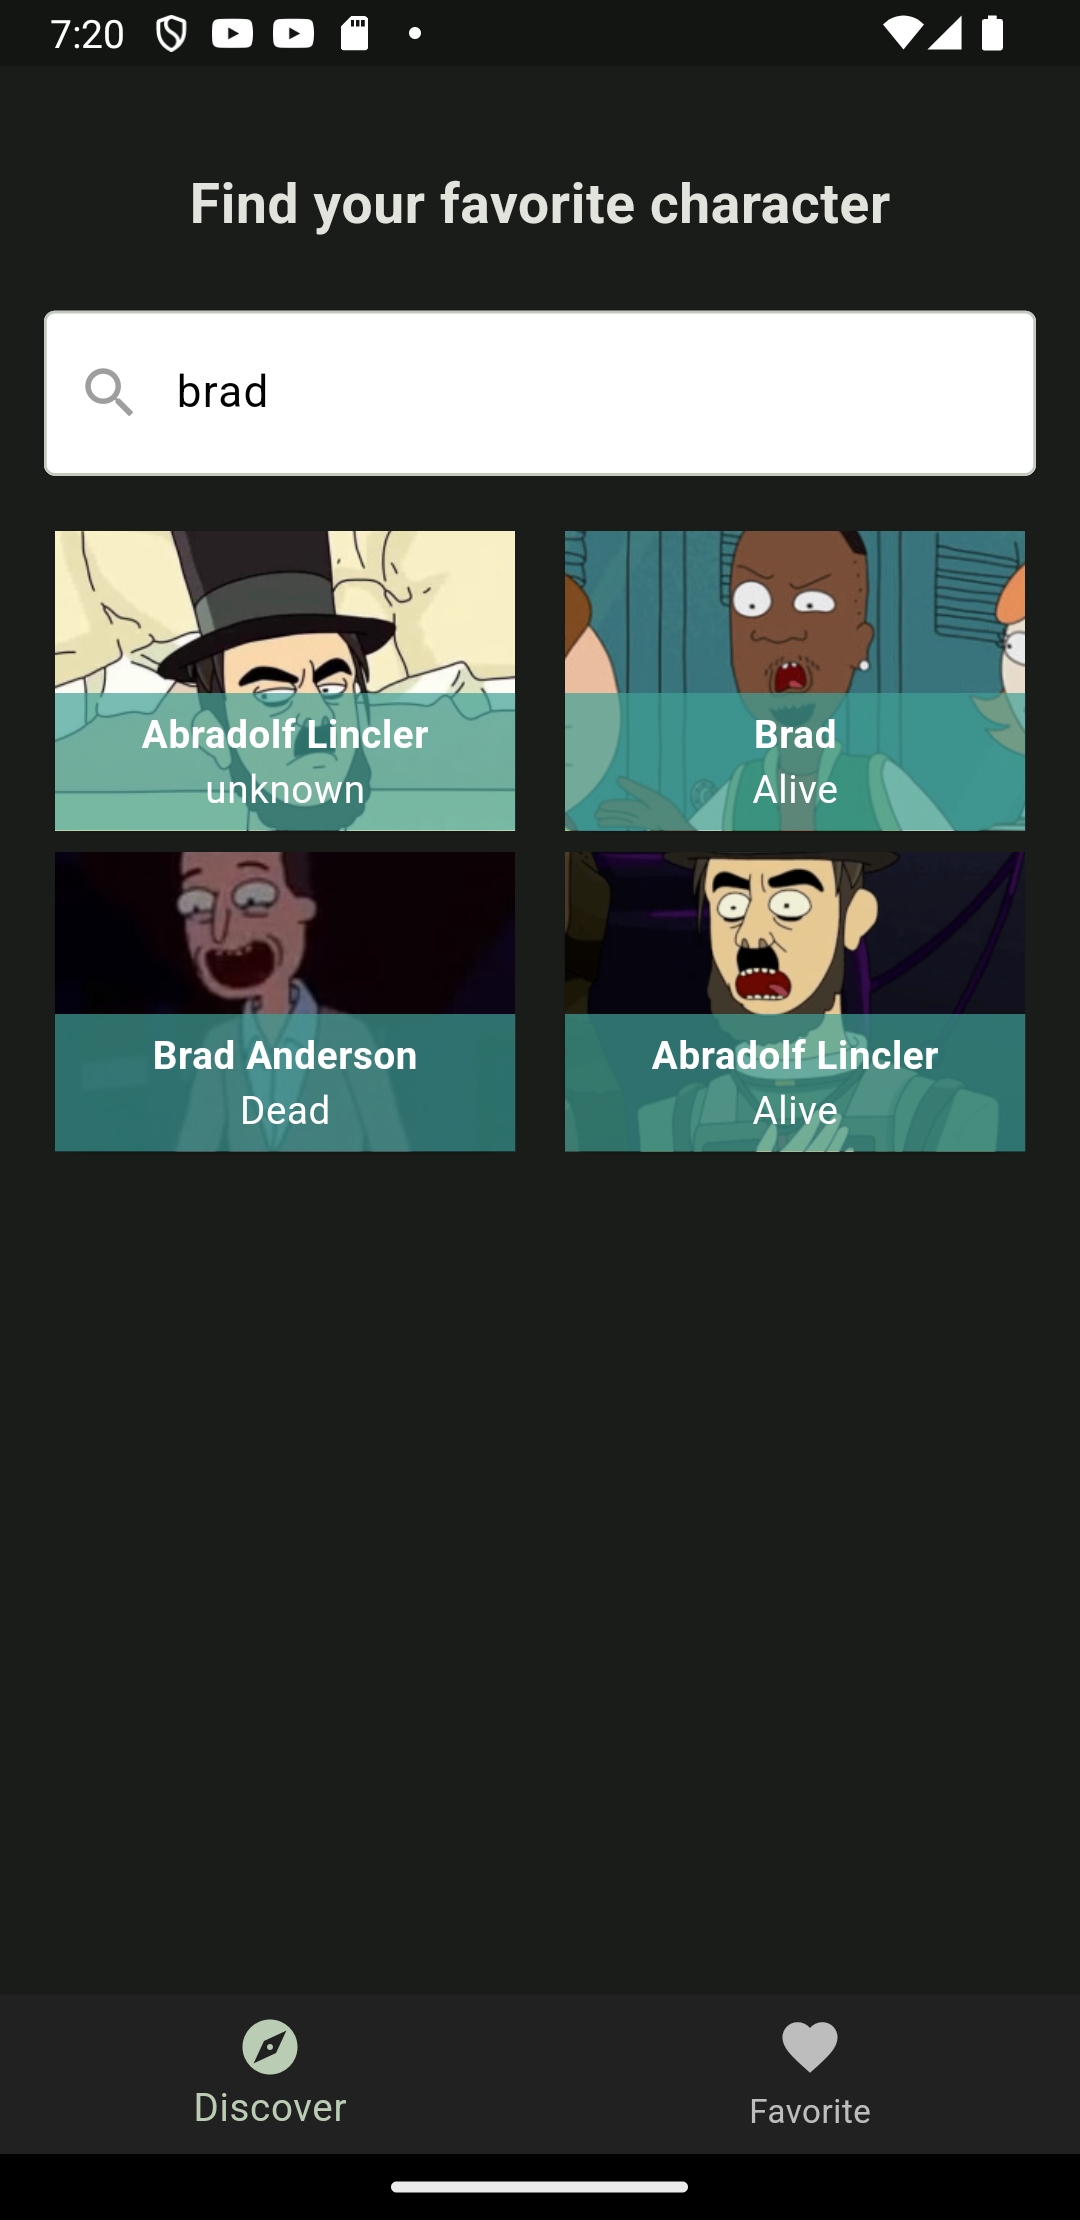 7:20
Find your favorite character
brad
Abradolf Lincler
unknown
Brad
Alive
Brad Anderson
Dead
Abradolf Lincler
Alive
Discover
Favorite